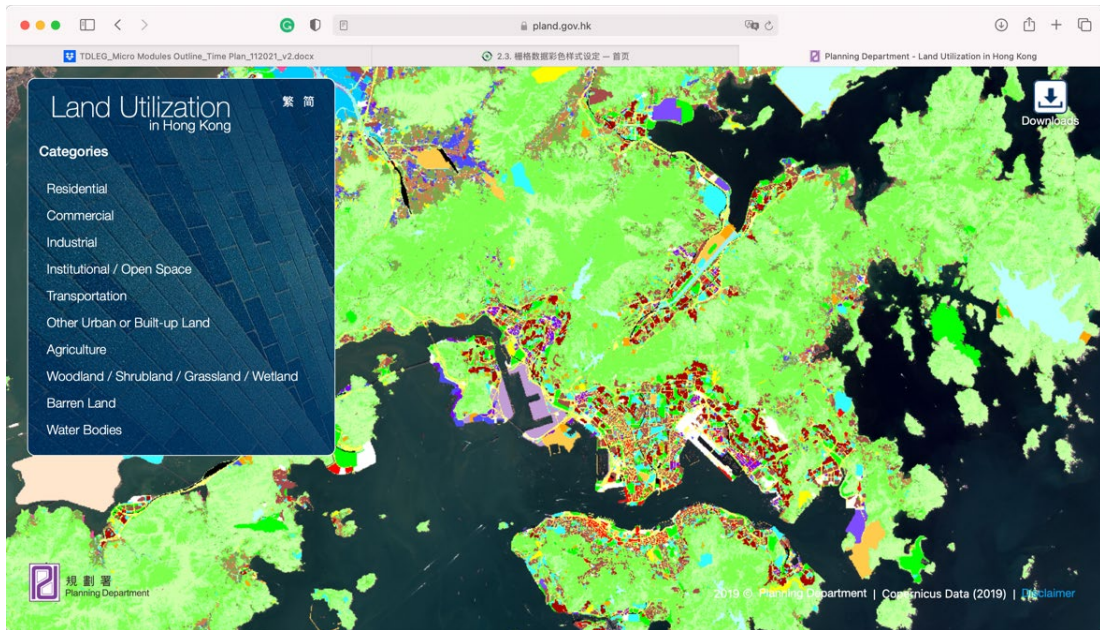 pland.gov.hk
TDLEG_Micro Modules Outline_Time Plan_112021_v2.docx
2.3. 栅格数据彩色样式设定 — 首页
Planning Department - Land Utilization in Hong Kong
Land Utilization
in Hong Kong
繁 简
Downloads
Categories
Residential
Commercial
Industrial
Institutional / Open Space
Transportation
Other Urban or Built-up Land
Agriculture
Woodland / Shrubland / Grassland / Wetland
Barren Land
Water Bodies
規劃署
Planning Department
2019 © Planning Department | Copernicus Data (2019) | Disclaimer